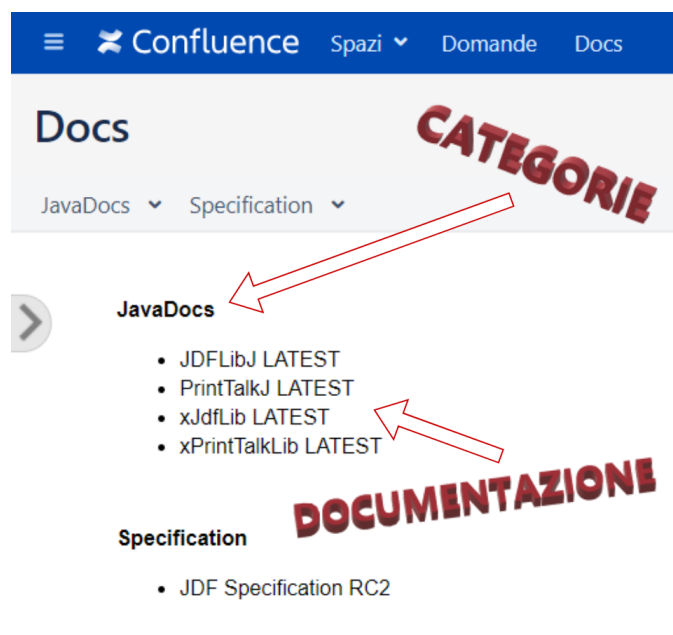 Confluence Spazi Domande Docs
Docs
CATEGORIE
JavaDocs Specification
JavaDocs
• JDFLibJ LATEST
• PrintTalkJ LATEST
• xJdfLib LATEST
• xPrintTalkLib LATEST
DOCUMENTAZIONE
Specification
• JDF Specification RC2